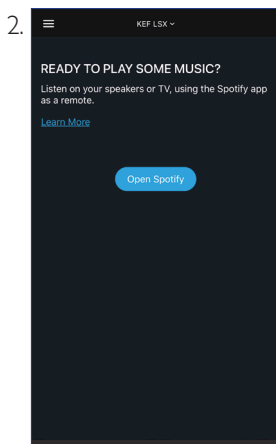 2.
KEF LSX
READY TO PLAY SOME MUSIC?
Listen on your speakers or TV, using the Spotify app
as a remote.
Learn More
Open Spotify